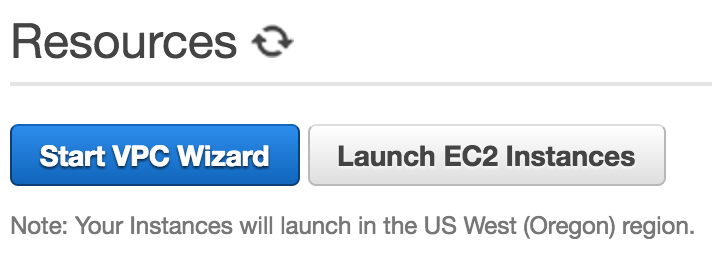 Resources
Start VPC Wizard
Launch EC2 Instances
Note: Your Instances will launch in the US West (Oregon) region.